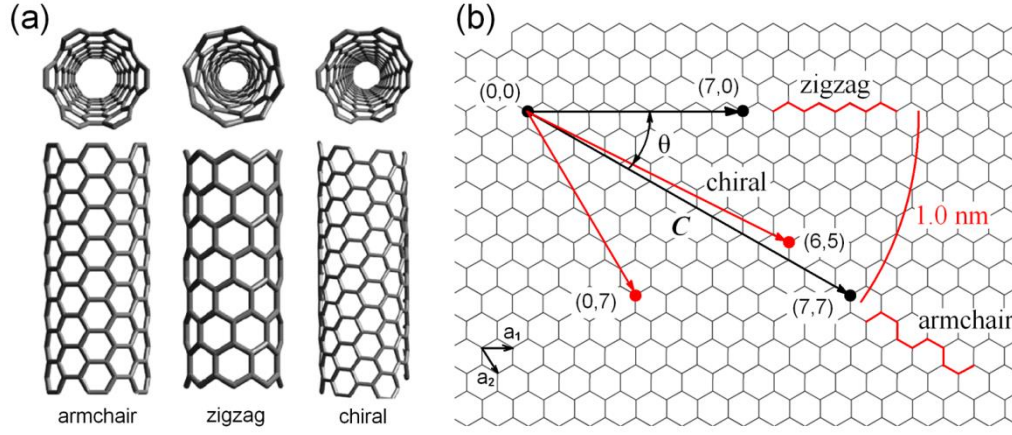 (a)
armchair
zigzag
chiral
(b)
(0,0)
(7,0)
zigzag
θ
chiral
1.0 nm
C
(6,5)
(0,7)
(7,7)
armchair
a1
a2